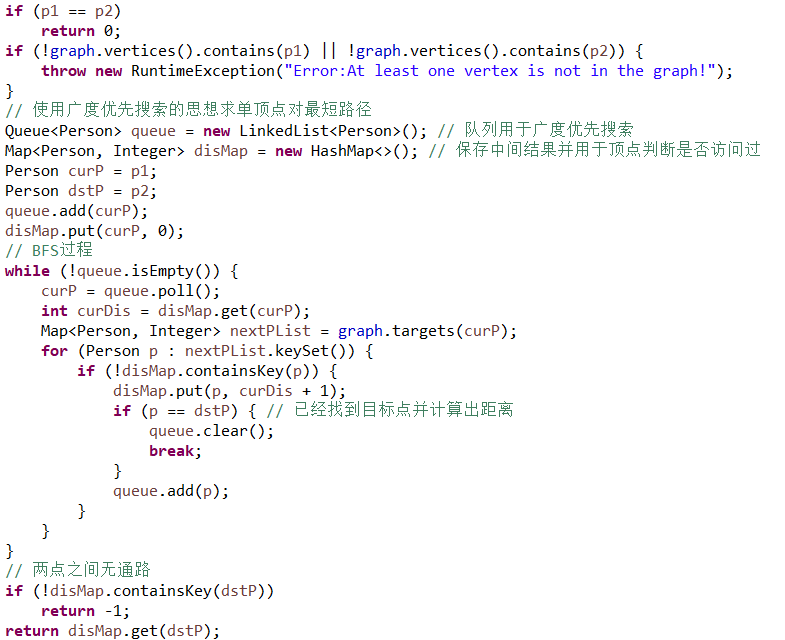 if (p1 == p2)
    return 0;
if (!graph.vertices().contains(p1) || !graph.vertices().contains(p2)) {
    throw new RuntimeException("Error:At least one vertex is not in the graph!");
}
// 使用广度优先搜索的思想求单顶点对最短路径
Queue<Person> queue = new LinkedList<Person>(); // 队列用于广度优先搜索
Map<Person, Integer> disMap = new HashMap<>(); // 保存中间结果并用于顶点判断是否访问过
Person curP = p1;
Person dstP = p2;
queue.add(curP);
disMap.put(curP, 0);
// BFS过程
while (!queue.isEmpty()) {
    curP = queue.poll();
    int curDis = disMap.get(curP);
    Map<Person, Integer> nextPList = graph.targets(curP);
    for (Person p : nextPList.keySet()) {
        if (!disMap.containsKey(p)) {
            disMap.put(p, curDis + 1);
            if (p == dstP) { // 已经找到目标点并计算出距离
                queue.clear();
                break;
            }
            queue.add(p);
        }
    }
}
// 两点之间无通路
if (!disMap.containsKey(dstP))
    return -1;
return disMap.get(dstP);